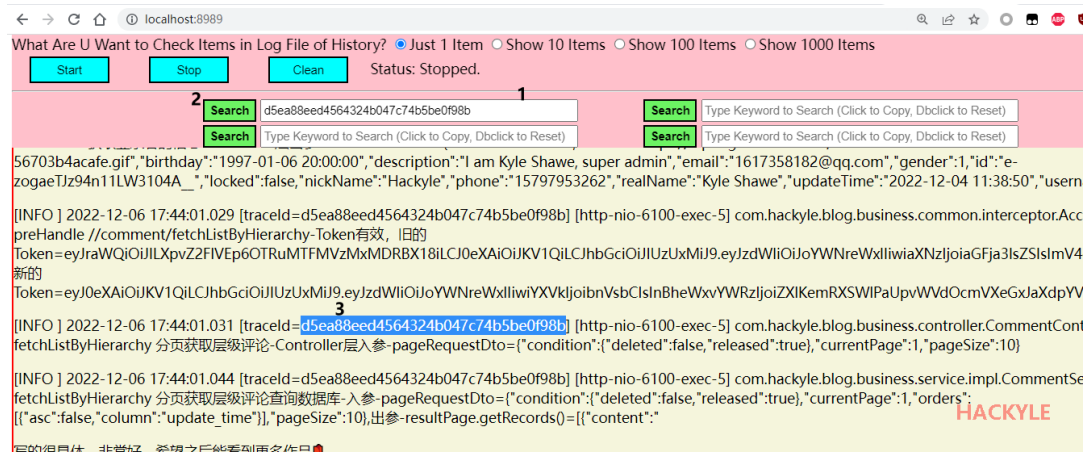 localhost:8989
What Are U Want to Check Items in Log File of History? Just 1 Item Show 10 Items Show 100 Items Show 1000 Items
Start Stop Clean Status: Stopped.
1
2 Search d5ea88eed4564324b047c74b5be0f98b Search Type Keyword to Search (Click to Copy, Dbclick to Reset)
Search Type Keyword to Search (Click to Copy, Dbclick to Reset) Search Type Keyword to Search (Click to Copy, Dbclick to Reset)
56703b4acafe.gif","birthday":"1997-01-06 20:00:00","description":"I am Kyle Shawe, super admin","email":"1617358182@qq.com","gender":1,"id":"e-
zogaeTJz94n11LW3104A__","locked":false,"nickName":"Hackyle","phone":"15797953262","realName":"Kyle Shawe","updateTime":"2022-12-04 11:38:50","usern
[INFO ] 2022-12-06 17:44:01.029 [traceId=d5ea88eed4564324b047c74b5be0f98b] [http-nio-6100-exec-5] com.hackyle.blog.business.common.interceptor.Acc
preHandle //comment/fetchListByHierarchy-Token有效，旧的
新的
3
[INFO ] 2022-12-06 17:44:01.031 [traceId=d5ea88eed4564324b047c74b5be0f98b] [http-nio-6100-exec-5] com.hackyle.blog.business.controller.CommentCont
fetchListByHierarchy 分页获取层级评论-Controller层入参-pageRequestDto={"condition":{"deleted":false,"released":true},"currentPage":1,"pageSize":10}
[INFO ] 2022-12-06 17:44:01.044 [traceId=d5ea88eed4564324b047c74b5be0f98b] [http-nio-6100-exec-5] com.hackyle.blog.business.service.impl.CommentSe
fetchListByHierarchy 分页获取层级评论查询数据库-入参-pageRequestDto={"condition":{"deleted":false,"released":true},"currentPage":1,"orders":
[{"asc":false,"column":"update_time"}],"pageSize":10},出参-resultPage.getRecords()=[{"content":"
HACKYLE